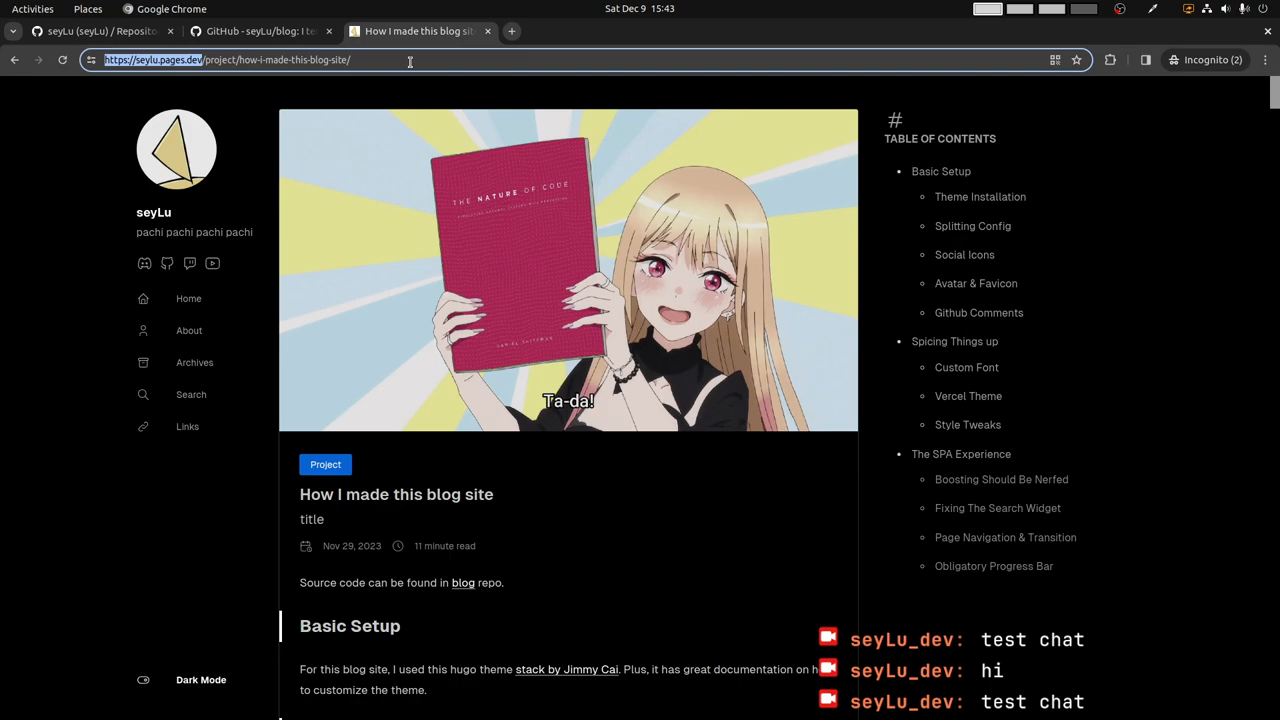 Activities
Places
Google Chrome
Sat Dec 9 15:43
seyLu (seyLu) / Reposito
GitHub - seyLu/blog: I te
How I made this blog sit
https://seylu.pages.dev/project/how-i-made-this-blog-site/
Incognito (2)
seyLu
pachi pachi pachi pachi
Home
About
Archives
Search
Links
Dark Mode
THE NATURE OF CODE
DANIEL SHIFFMAN
Ta-da!
Project
How I made this blog site
title
Nov 29, 2023
11 minute read
Source code can be found in blog repo.
Basic Setup
For this blog site, I used this hugo theme stack by Jimmy Cai. Plus, it has great documentation on h
to customize the theme.
#
TABLE OF CONTENTS
Basic Setup
Theme Installation
Splitting Config
Social Icons
Avatar & Favicon
Github Comments
Spicing Things up
Custom Font
Vercel Theme
Style Tweaks
The SPA Experience
Boosting Should Be Nerfed
Fixing The Search Widget
Page Navigation & Transition
Obligatory Progress Bar
seyLu_dev: test chat
seyLu_dev: hi
seyLu_dev: test chat